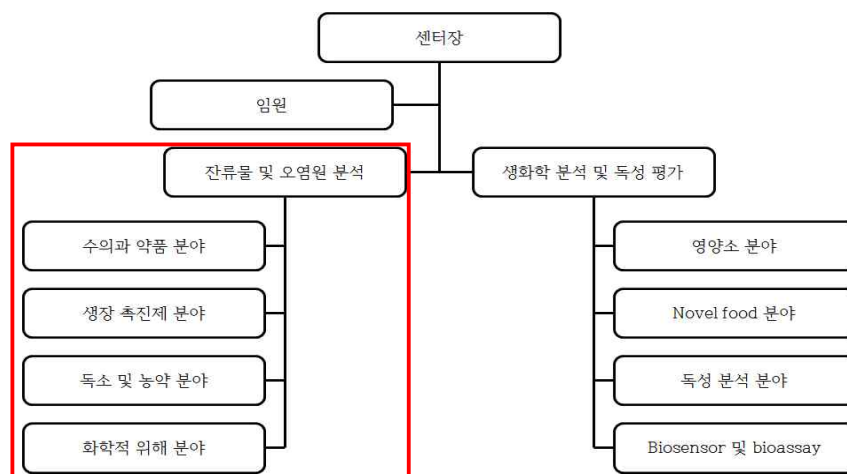 센터장
임원
잔류물 및 오염원 분석
생화학 분석 및 독성 평가
수의과 약품 분야
영양소 분야
생장 촉진제 분야
Novel food 분야
독소 및 농약 분야
독성 분석 분야
화학적 위해 분야
Biosensor 및 bioassay